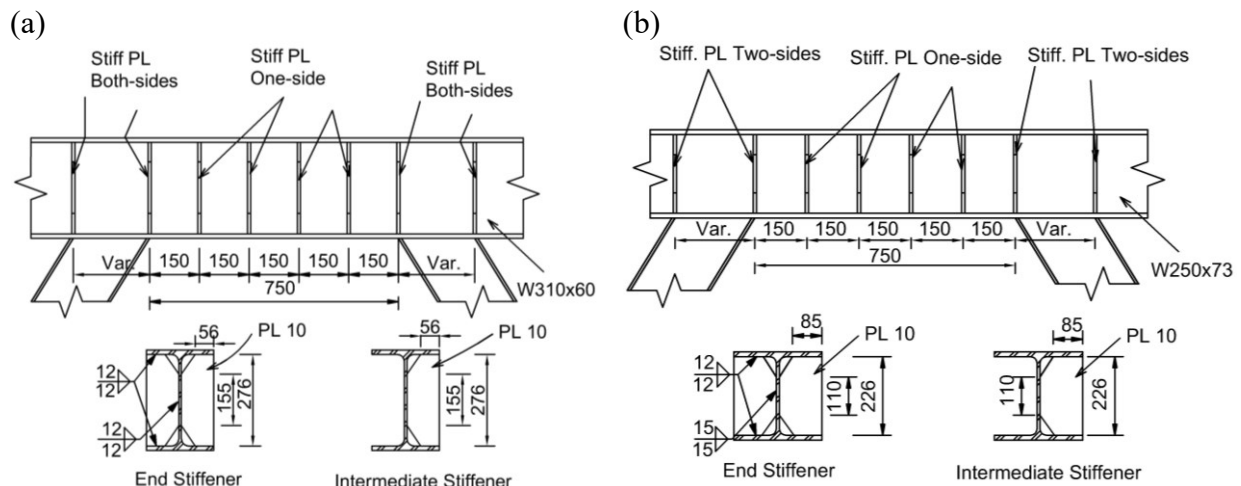 (a)
Stiff PL
Both-sides
Stiff PL
One-side
Stiff PL
Both-sides
Var.
150
150
150
150
150
Var.
750
W310x60
56
PL 10
12
12
12
12
155
276
End Stiffener
56
PL 10
155
276
Intermediate Stiffener
(b)
Stiff. PL Two-sides
Stiff. PL One-side
Stiff. PL Two-sides
Var.
150
150
150
150
150
Var.
750
W250x73
85
PL 10
12
12
15
15
110
226
End Stiffener
85
PL 10
110
226
Intermediate Stiffener